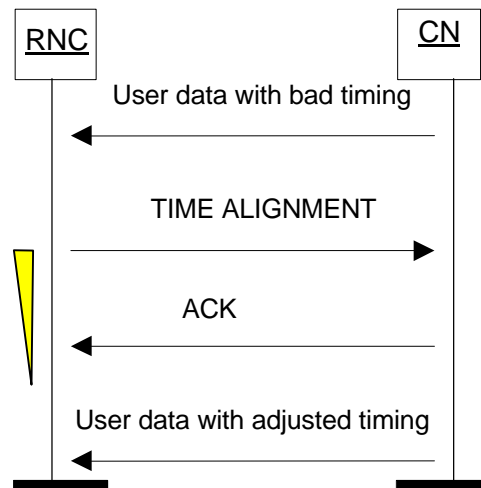 RNC
CN
User data with bad timing
TIME ALIGNMENT
ACK
User data with adjusted timing